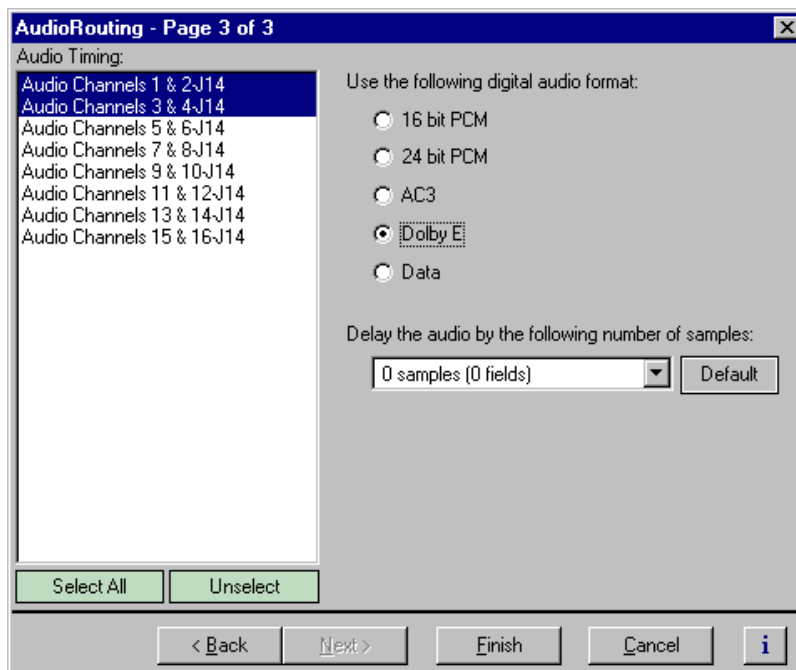 AudioRouting - Page 3 of 3
Audio Timing:
Audio Channels 1 & 2-J14
Audio Channels 3 & 4-J14
Audio Channels 5 & 6-J14
Audio Channels 7 & 8-J14
Audio Channels 9 & 10-J14
Audio Channels 11 & 12-J14
Audio Channels 13 & 14-J14
Audio Channels 15 & 16-J14
Select All
Unselect
Use the following digital audio format:
16 bit PCM
24 bit PCM
AC3
Dolby E
Data
Delay the audio by the following number of samples:
0 samples (0 fields)
Default
< Back
Next >
Finish
Cancel
i